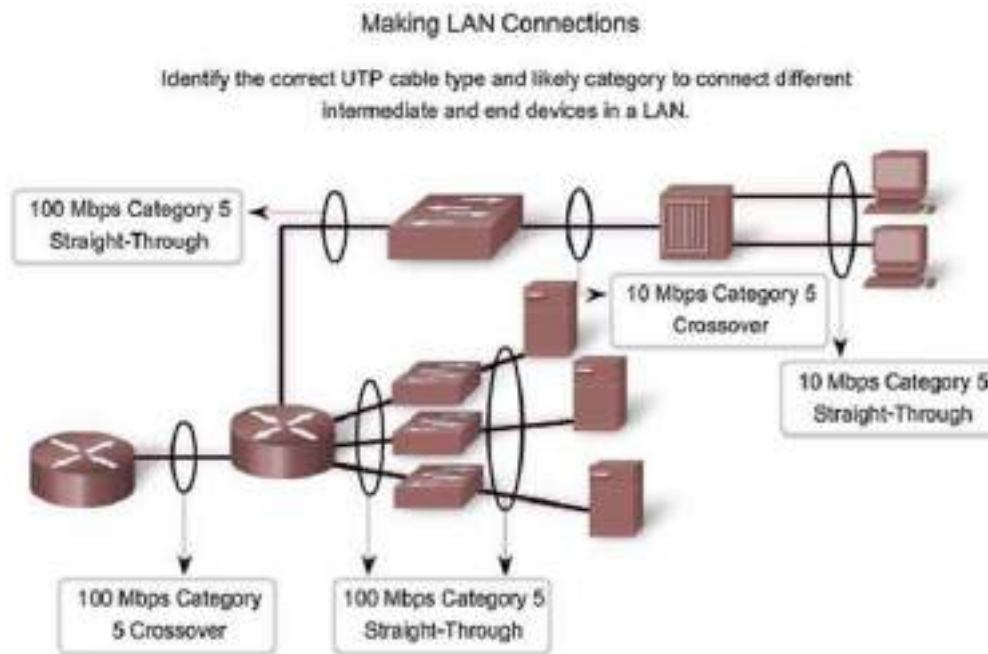 Making LAN Connections
Identify the correct UTP cable type and likely category to connect different
intermediate and end devices in a LAN.
100 Mbps Category 5
Straight-Through
10 Mbps Category 5
Crossover
10 Mbps Category 5
Straight-Through
100 Mbps Category
5 Crossover
100 Mbps Category 5
Straight-Through